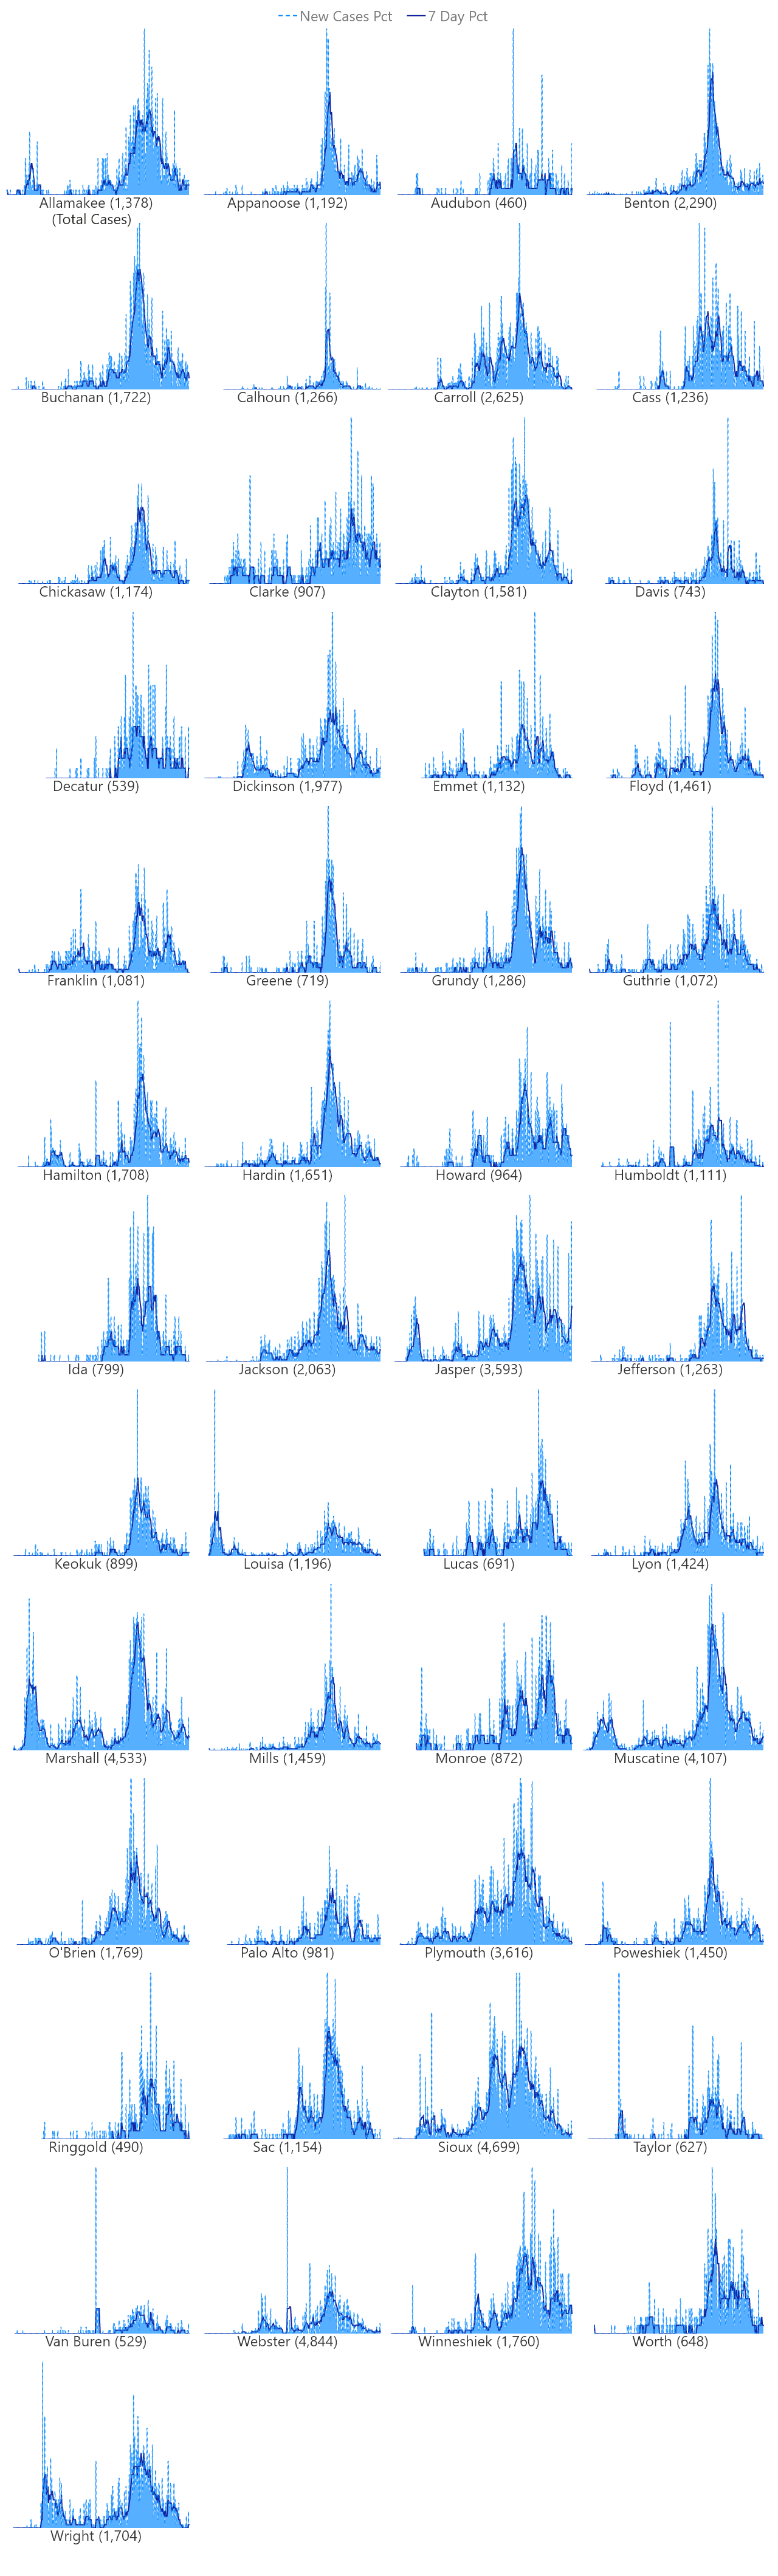 New Cases Pct 7 Day Pct
Allamakee (1,378) Appanoose (1,192) Audubon (460) Benton (2,290)
(Total Cases)
Buchanan (1,722) Calhoun (1,266) Carroll (2,625) Cass (1,236)
Chickasaw (1,174) Clarke (907) Clayton (1,581) Davis (743)
Decatur (539) Dickinson (1,977) Emmet (1,132) Floyd (1,461)
Franklin (1,081) Greene (719) Grundy (1,286) Guthrie (1,072)
Hamilton (1,708) Hardin (1,651) Howard (964) Humboldt (1,111)
Ida (799) Jackson (2,063) Jasper (3,593) Jefferson (1,263)
Keokuk (899) Louisa (1,196) Lucas (691) Lyon (1,424)
Marshall (4,533) Mills (1,459) Monroe (872) Muscatine (4,107)
O'Brien (1,769) Palo Alto (981) Plymouth (3,616) Poweshiek (1,450)
Ringgold (490) Sac (1,154) Sioux (4,699) Taylor (627)
Van Buren (529) Webster (4,844) Winneshiek (1,760) Worth (648)
Wright (1,704)